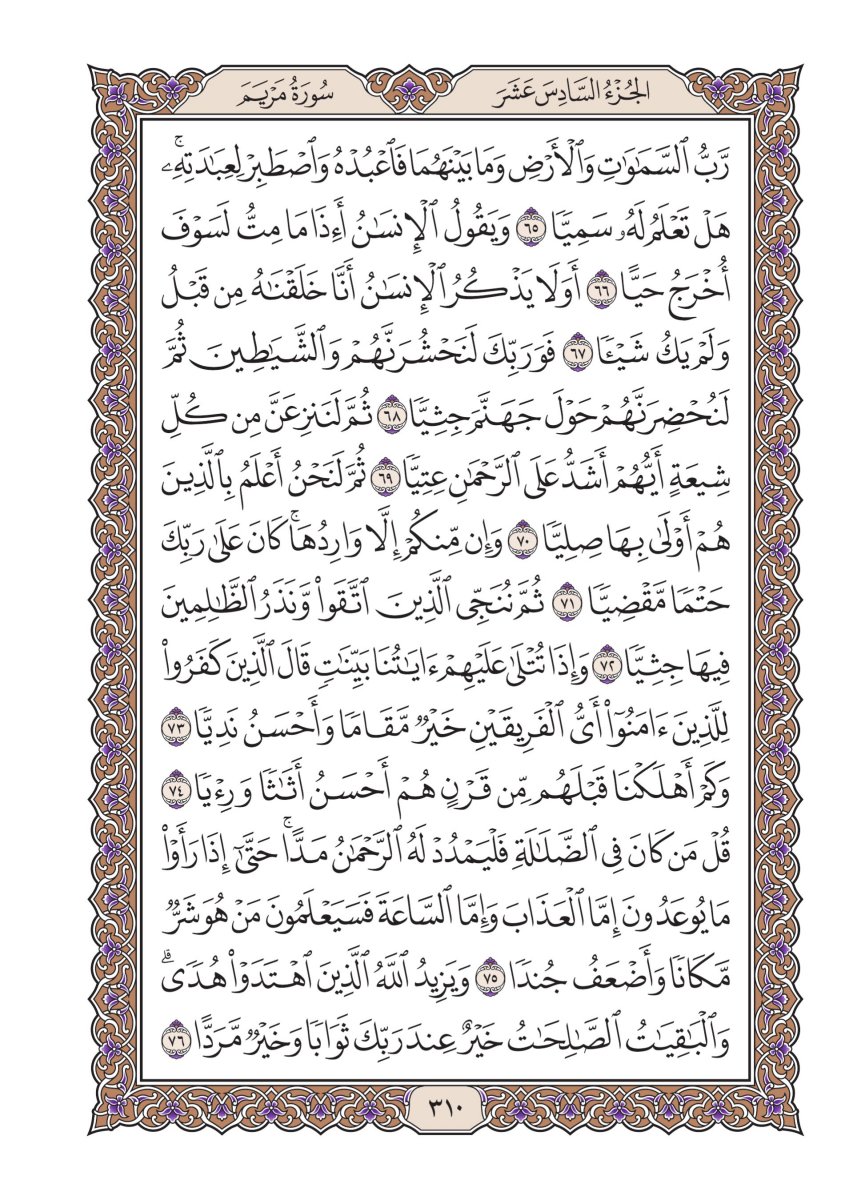 الجُزْءُ السَّادِسَ عَشَرَ
سُورَةُ مَرْيَمَ
رَّبُّ ٱلسَّمَٰوَٰتِ وَٱلْأَرْضِ وَمَا بَيْنَهُمَا فَٱعْبُدْهُ وَٱصْطَبِرْ لِعِبَٰدَتِهِۦۚ
هَلْ تَعْلَمُ لَهُۥ سَمِيًّا ٦٥ وَيَقُولُ ٱلْإِنسَٰنُ أَءِذَا مَا مِتُّ لَسَوْفَ
أُخْرَجُ حَيًّا ٦٦ أَوَلَا يَذْكُرُ ٱلْإِنسَٰنُ أَنَّا خَلَقْنَٰهُ مِن قَبْلُ
وَلَمْ يَكُ شَيْـًٔا ٦٧ فَوَرَبِّكَ لَنَحْشُرَنَّهُمْ وَٱلشَّيَٰطِينَ ثُمَّ
لَنُحْضِرَنَّهُمْ حَوْلَ جَهَنَّمَ جِثِيًّا ٦٨ ثُمَّ لَنَنزِعَنَّ مِن كُلِّ
شِيعَةٍ أَيُّهُمْ أَشَدُّ عَلَى ٱلرَّحْمَٰنِ عِتِيًّا ٦٩ ثُمَّ لَنَحْنُ أَعْلَمُ بِٱلَّذِينَ
هُمْ أَوْلَىٰ بِهَا صِلِيًّا ٧٠ وَإِن مِّنكُمْ إِلَّا وَارِدُهَاۚ كَانَ عَلَىٰ رَبِّكَ
حَتْمًا مَّقْضِيًّا ٧١ ثُمَّ نُنَجِّى ٱلَّذِينَ ٱتَّقَوا۟ وَّنَذَرُ ٱلظَّٰلِمِينَ
فِيهَا جِثِيًّا ٧٢ وَإِذَا تُتْلَىٰ عَلَيْهِمْ ءَايَٰتُنَا بَيِّنَٰتٍ قَالَ ٱلَّذِينَ كَفَرُوا۟
لِلَّذِينَ ءَامَنُوٓا۟ أَىُّ ٱلْفَرِيقَيْنِ خَيْرٌ مَّقَامًا وَأَحْسَنُ نَدِيًّا ٧٣
وَكَمْ أَهْلَكْنَا قَبْلَهُم مِّن قَرْنٍ هُمْ أَحْسَنُ أَثَٰثًا وَرِءْيًا ٧٤
قُلْ مَن كَانَ فِى ٱلضَّلَٰلَةِ فَلْيَمْدُدْ لَهُ ٱلرَّحْمَٰنُ مَدًّاۚ حَتَّىٰٓ إِذَا رَأَوْا۟
مَا يُوعَدُونَ إِمَّا ٱلْعَذَابَ وَإِمَّا ٱلسَّاعَةَ فَسَيَعْلَمُونَ مَنْ هُوَ شَرٌّ
مَّكَانًا وَأَضْعَفُ جُندًا ٧٥ وَيَزِيدُ ٱللَّهُ ٱلَّذِينَ ٱهْتَدَوْا۟ هُدًىۗ
وَٱلْبَٰقِيَٰتُ ٱلصَّٰلِحَٰتُ خَيْرٌ عِندَ رَبِّكَ ثَوَابًا وَخَيْرٌ مَّرَدًّا ٧٦
٣١٠